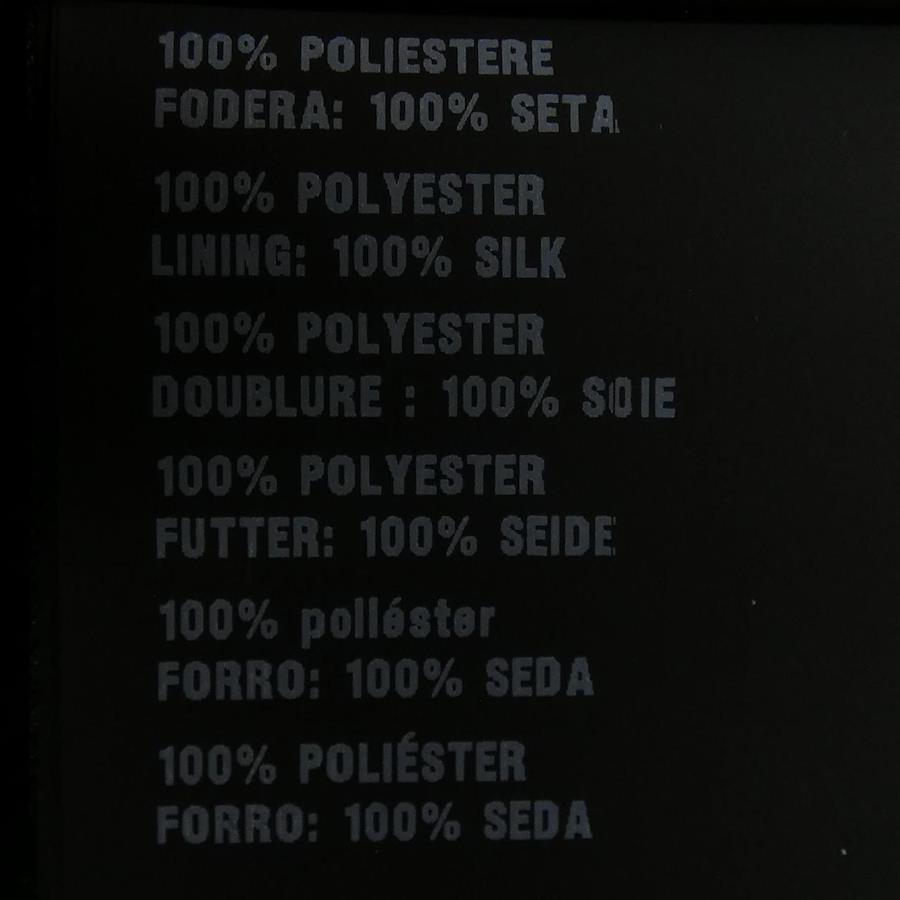 100% POLIESTERE
FODERA: 100% SETA
100% POLYESTER
LINING: 100% SILK
100% POLYESTER
DOUBLURE : 100% SOIE
100% POLYESTER
FUTTER: 100% SEIDE
100% poliéster
FORRO: 100% SEDA
100% POLIÉSTER
FORRO: 100% SEDA